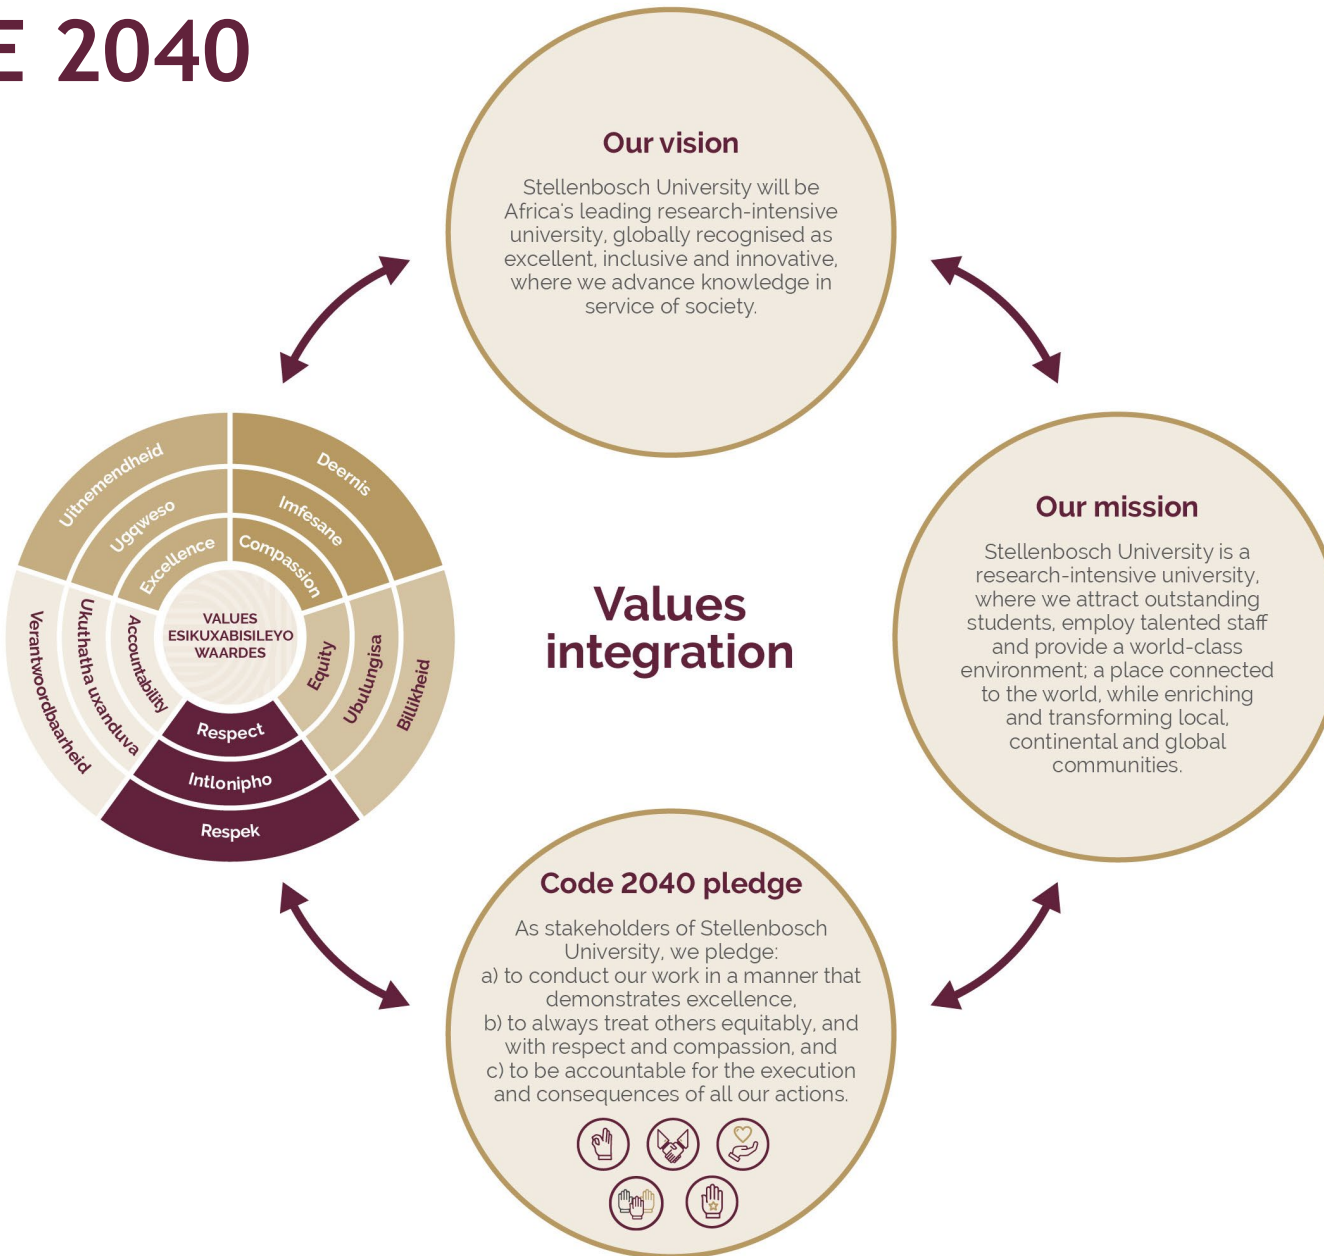 E 2040
Our vision
Stellenbosch University will be
Africa's leading research-intensive
university, globally recognised as
excellent, inclusive and innovative,
where we advance knowledge in
service of society.
Uitnemendheid
Ugqweso
Excellence
Deernis
Imfesane
Compassion
Verantwoordbaarheid
Ukuthatha uxanduva
Accountability
VALUES
ESIKUXABISILEYO
WAARDES
Equity
Ubulungisa
Billikheid
Respect
Intlonipho
Respek
Values
integration
Our mission
Stellenbosch University is a
research-intensive university,
where we attract outstanding
students, employ talented staff
and provide a world-class
environment; a place connected
to the world, while enriching
and transforming local,
continental and global
communities.
Code 2040 pledge
As stakeholders of Stellenbosch
University, we pledge:
a) to conduct our work in a manner that
demonstrates excellence,
b) to always treat others equitably, and
with respect and compassion, and
c) to be accountable for the execution
and consequences of all our actions.